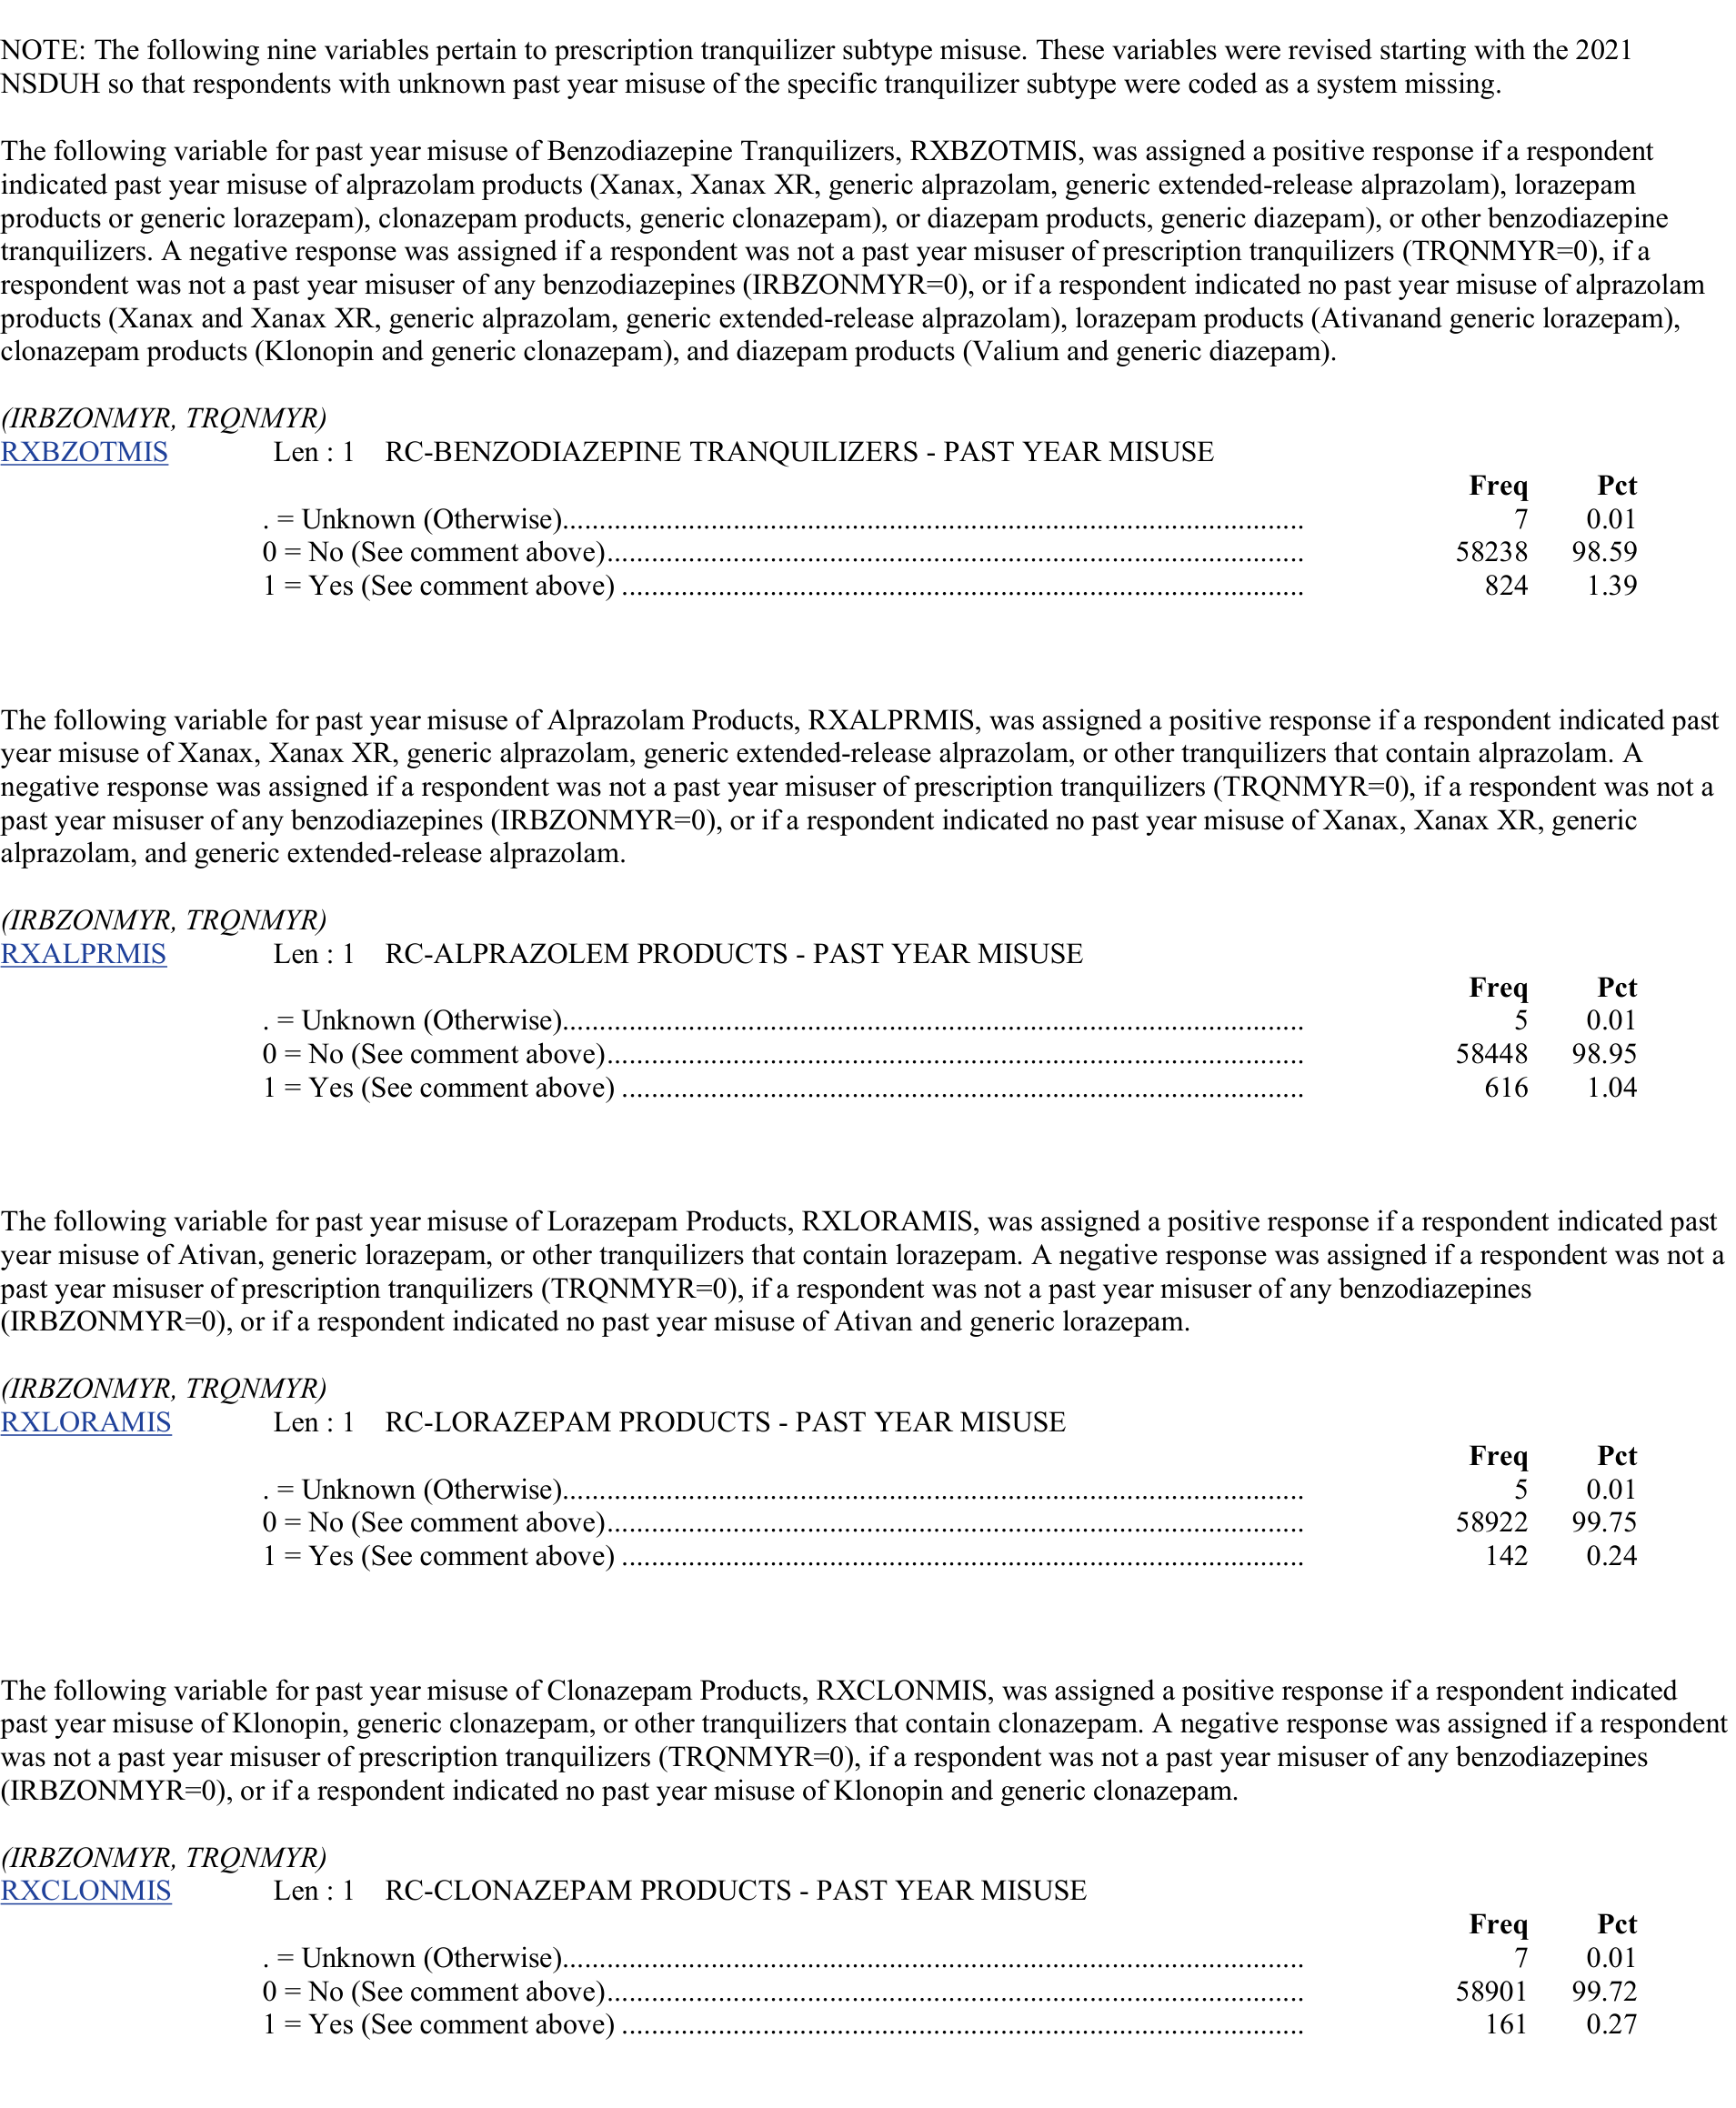 NOTE: The following nine variables pertain to prescription tranquilizer subtype misuse. These variables were revised starting with the 2021
NSDUH so that respondents with unknown past year misuse of the specific tranquilizer subtype were coded as a system missing.
The following variable for past year misuse of Benzodiazepine Tranquilizers, RXBZOTMIS, was assigned a positive response if a respondent
indicated past year misuse of alprazolam products (Xanax, Xanax XR, generic alprazolam, generic extended-release alprazolam), lorazepam
products or generic lorazepam), clonazepam products, generic clonazepam), or diazepam products, generic diazepam), or other benzodiazepine
tranquilizers. A negative response was assigned if a respondent was not a past year misuser of prescription tranquilizers (TRQNMYR=0), if a
respondent was not a past year misuser of any benzodiazepines (IRBZONMYR=0), or if a respondent indicated no past year misuse of alprazolam
products (Xanax and Xanax XR, generic alprazolam, generic extended-release alprazolam), lorazepam products (Ativanand generic lorazepam),
clonazepam products (Klonopin and generic clonazepam), and diazepam products (Valium and generic diazepam).
(IRBZONMYR, TRQNMYR)
RXBZOTMIS Len : 1 RC-BENZODIAZEPINE TRANQUILIZERS - PAST YEAR MISUSE
Freq Pct
. = Unknown (Otherwise)................................................................................................... 7 0.01
0 = No (See comment above)............................................................................................. 58238 98.59
1 = Yes (See comment above) ........................................................................................... 824 1.39
The following variable for past year misuse of Alprazolam Products, RXALPRMIS, was assigned a positive response if a respondent indicated past
year misuse of Xanax, Xanax XR, generic alprazolam, generic extended-release alprazolam, or other tranquilizers that contain alprazolam. A
negative response was assigned if a respondent was not a past year misuser of prescription tranquilizers (TRQNMYR=0), if a respondent was not a
past year misuser of any benzodiazepines (IRBZONMYR=0), or if a respondent indicated no past year misuse of Xanax, Xanax XR, generic
alprazolam, and generic extended-release alprazolam.
(IRBZONMYR, TRQNMYR)
RXALPRMIS Len : 1 RC-ALPRAZOLEM PRODUCTS - PAST YEAR MISUSE
Freq Pct
. = Unknown (Otherwise)................................................................................................... 5 0.01
0 = No (See comment above)............................................................................................. 58448 98.95
1 = Yes (See comment above) ........................................................................................... 616 1.04
The following variable for past year misuse of Lorazepam Products, RXLORAMIS, was assigned a positive response if a respondent indicated past
year misuse of Ativan, generic lorazepam, or other tranquilizers that contain lorazepam. A negative response was assigned if a respondent was not a
past year misuser of prescription tranquilizers (TRQNMYR=0), if a respondent was not a past year misuser of any benzodiazepines
(IRBZONMYR=0), or if a respondent indicated no past year misuse of Ativan and generic lorazepam.
(IRBZONMYR, TRQNMYR)
RXLORAMIS Len : 1 RC-LORAZEPAM PRODUCTS - PAST YEAR MISUSE
Freq Pct
. = Unknown (Otherwise)................................................................................................... 5 0.01
0 = No (See comment above)............................................................................................. 58922 99.75
1 = Yes (See comment above) ........................................................................................... 142 0.24
The following variable for past year misuse of Clonazepam Products, RXCLONMIS, was assigned a positive response if a respondent indicated
past year misuse of Klonopin, generic clonazepam, or other tranquilizers that contain clonazepam. A negative response was assigned if a respondent
was not a past year misuser of prescription tranquilizers (TRQNMYR=0), if a respondent was not a past year misuser of any benzodiazepines
(IRBZONMYR=0), or if a respondent indicated no past year misuse of Klonopin and generic clonazepam.
(IRBZONMYR, TRQNMYR)
RXCLONMIS Len : 1 RC-CLONAZEPAM PRODUCTS - PAST YEAR MISUSE
Freq Pct
. = Unknown (Otherwise)................................................................................................... 7 0.01
0 = No (See comment above)............................................................................................. 58901 99.72
1 = Yes (See comment above) ........................................................................................... 161 0.27